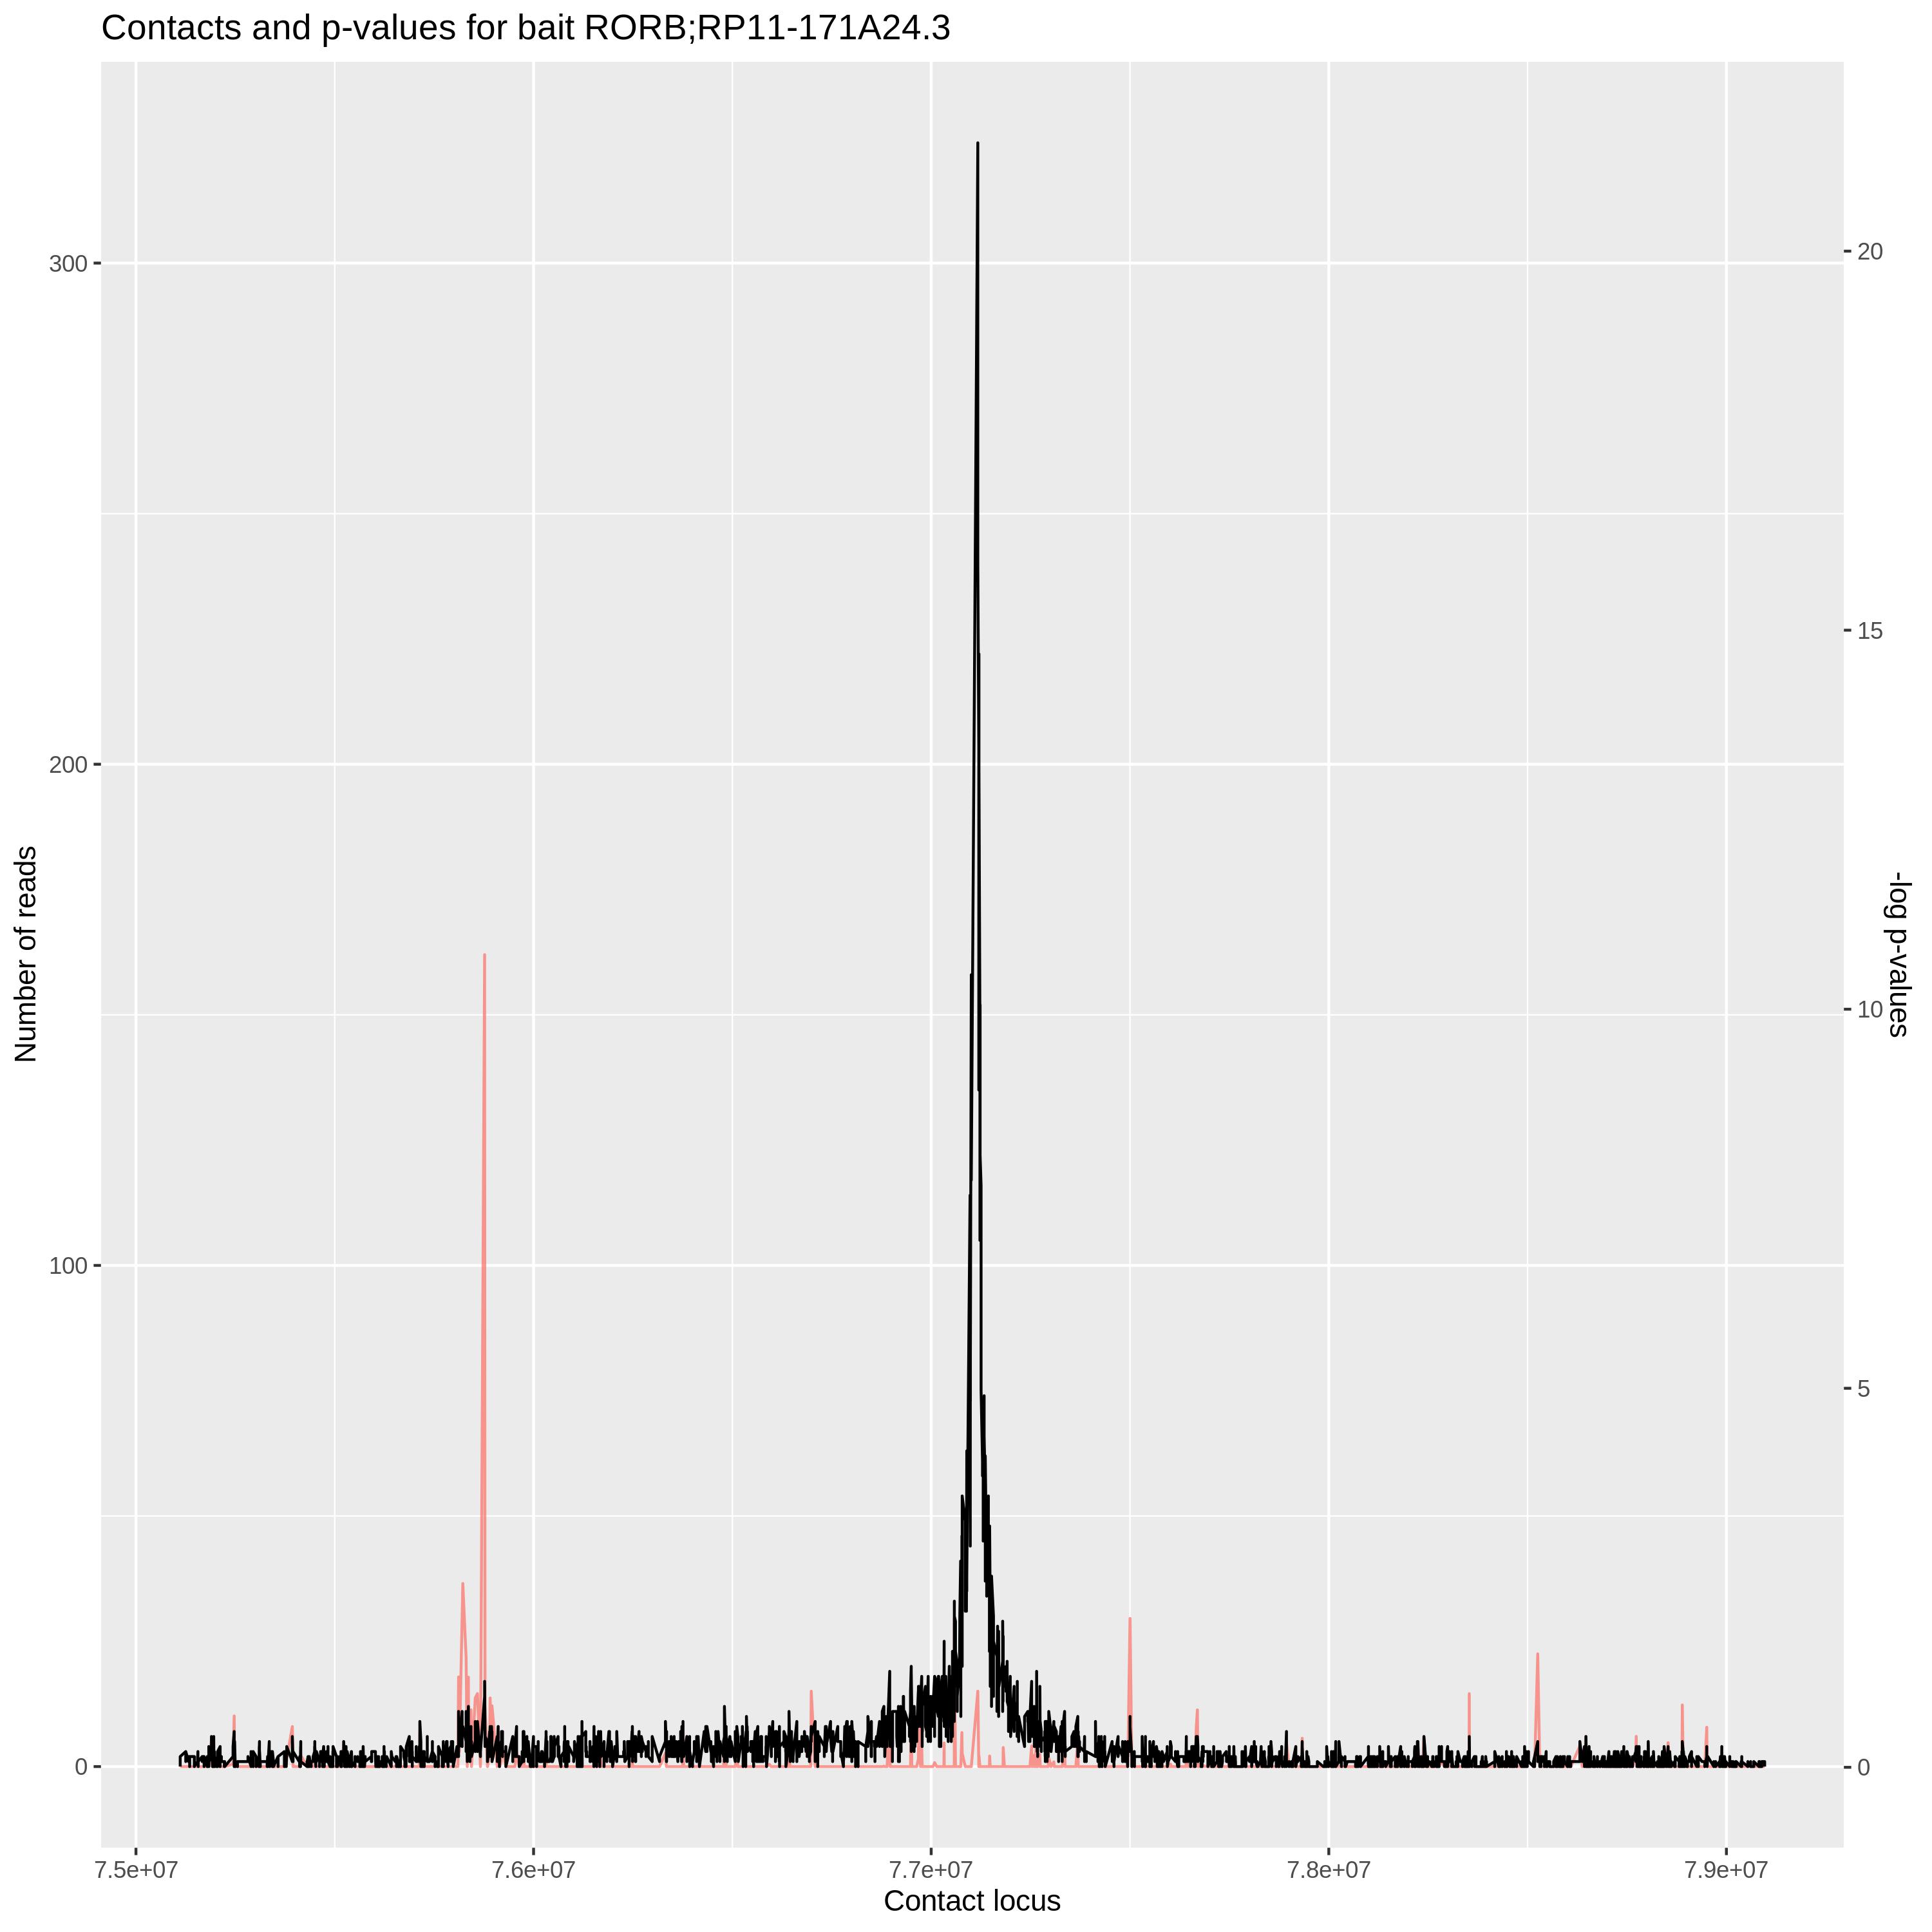 Contacts and p-values for bait RORB;RP11-171A24.3
300
200
100
0
Number of reads
20
15
10
5
0
-log p-values
7.5e+07 7.6e+07 7.7e+07 7.8e+07 7.9e+07
Contact locus